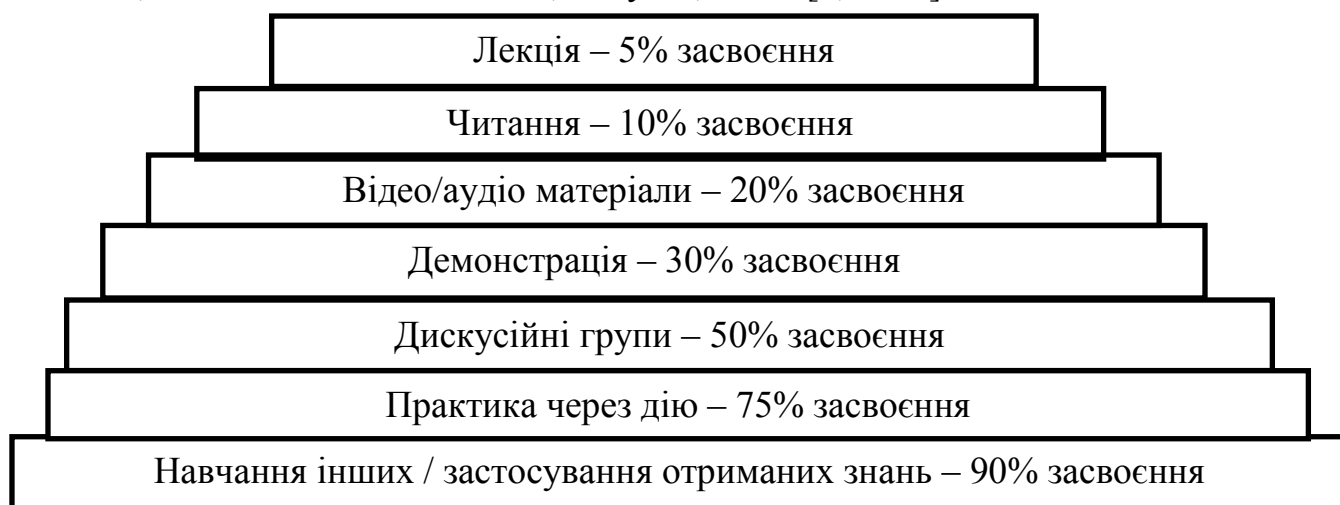 Лекція – 5% засвоєння
Читання – 10% засвоєння
Відео/аудіо матеріали – 20% засвоєння
Демонстрація – 30% засвоєння
Дискусійні групи – 50% засвоєння
Практика через дію – 75% засвоєння
Навчання інших / застосування отриманих знань – 90% засвоєння